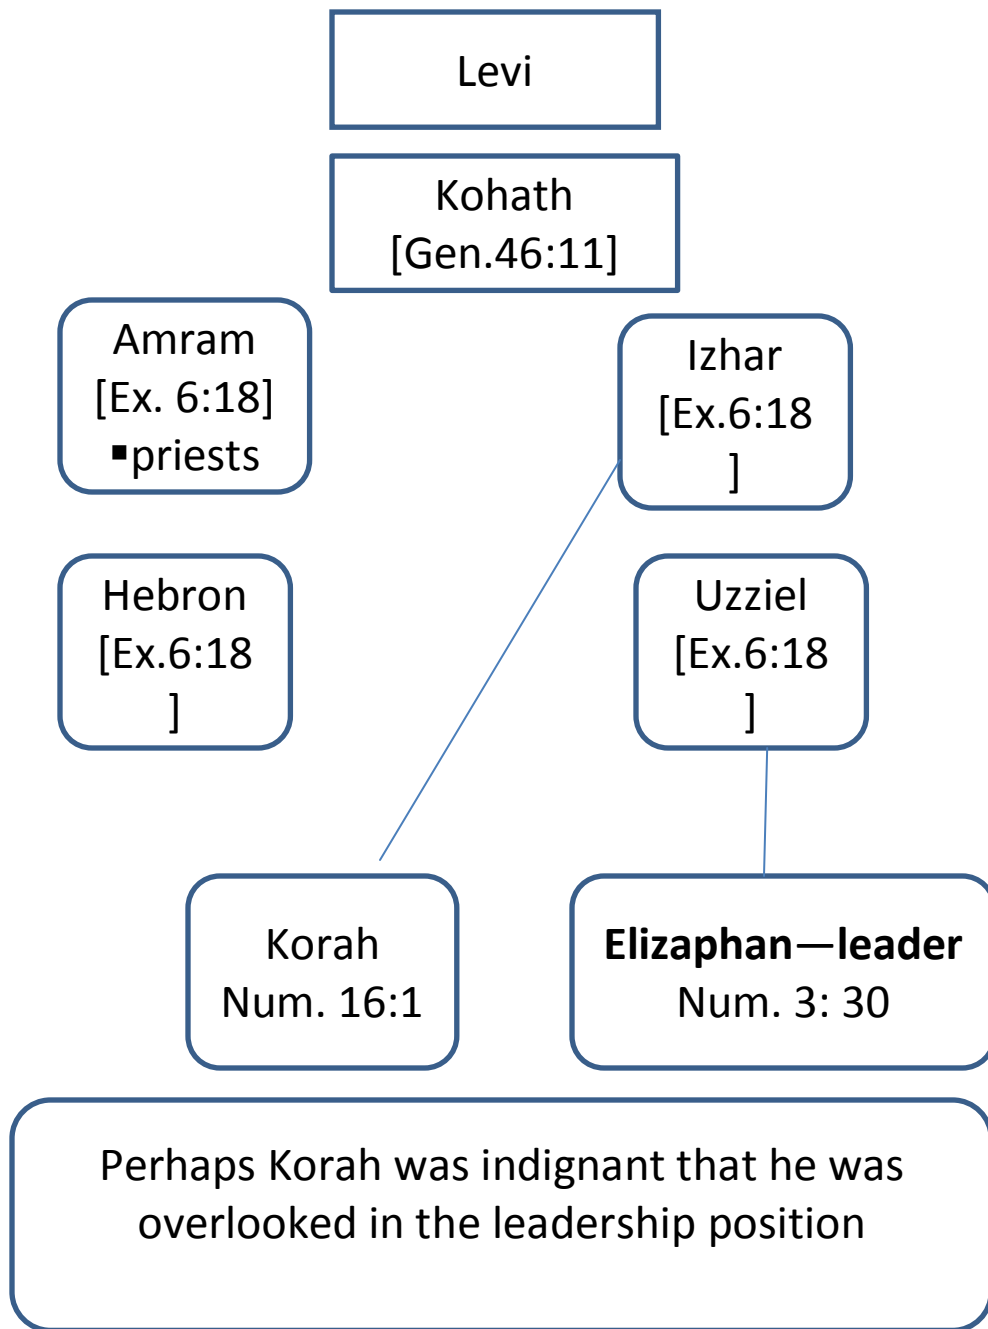 Levi
Kohath
[Gen.46:11]
Amram
[Ex. 6:18]
▪priests
Izhar
[Ex.6:18
]
Hebron
[Ex.6:18
]
Uzziel
[Ex.6:18
]
Korah
Num. 16:1
Elizaphan—leader
Num. 3: 30
Perhaps Korah was indignant that he was
overlooked in the leadership position